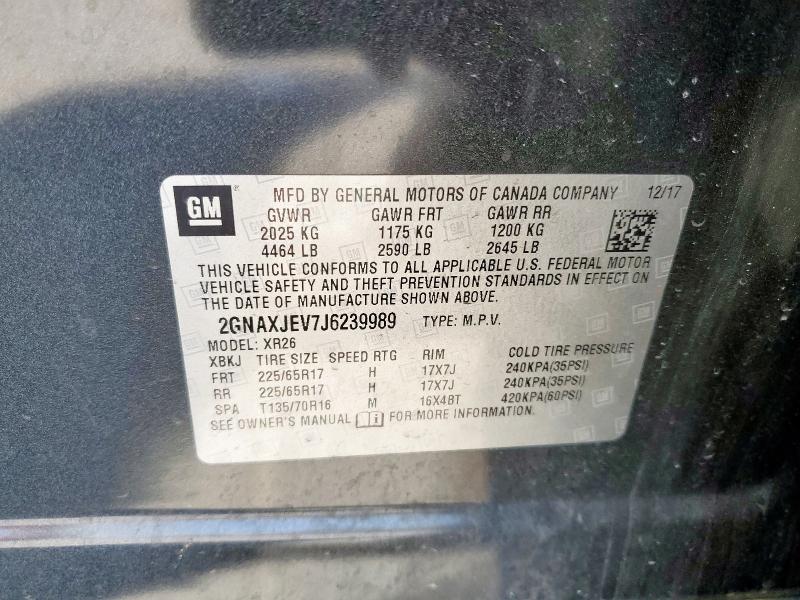 GM MFD BY GENERAL MOTORS OF CANADA COMPANY 12/17
GVWR GAWR FRT GAWR RR
2025 KG 1175 KG 1200 KG
4464 LB 2590 LB 2645 LB
THIS VEHICLE CONFORMS TO ALL APPLICABLE U.S. FEDERAL MOTOR
VEHICLE SAFETY AND THEFT PREVENTION STANDARDS IN EFFECT ON
THE DATE OF MANUFACTURE SHOWN ABOVE.
2GNAXJEV7J6239989 TYPE: M.P.V.
MODEL: XR26
XBKJ TIRE SIZE SPEED RTG RIM COLD TIRE PRESSURE
FRT 225/65R17 H 17X7J 240KPA(35PSI)
RR 225/65R17 H 17X7J 240KPA(35PSI)
SPA T135/70R16 M 16X4BT 420KPA(60PSI)
SEE OWNER'S MANUAL FOR MORE INFORMATION.